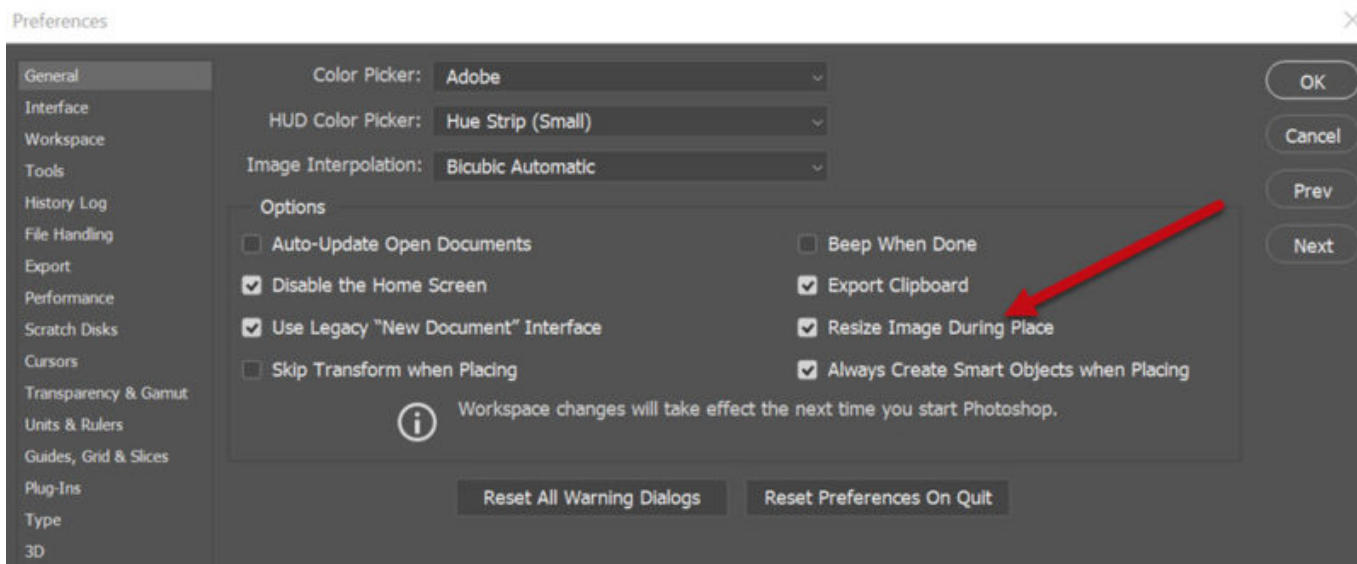 Preferences
General
Interface
Workspace
Tools
History Log
File Handling
Export
Performance
Scratch Disks
Cursors
Transparency & Gamut
Units & Rulers
Guides, Grid & Slices
Plug-Ins
Type
3D
Color Picker: Adobe
HUD Color Picker: Hue Strip (Small)
Image Interpolation: Bicubic Automatic
Options
Auto-Update Open Documents
Disable the Home Screen
Use Legacy "New Document" Interface
Skip Transform when Placing
Beep When Done
Export Clipboard
Resize Image During Place
Always Create Smart Objects when Placing
Workspace changes will take effect the next time you start Photoshop.
Reset All Warning Dialogs
Reset Preferences On Quit
OK
Cancel
Prev
Next